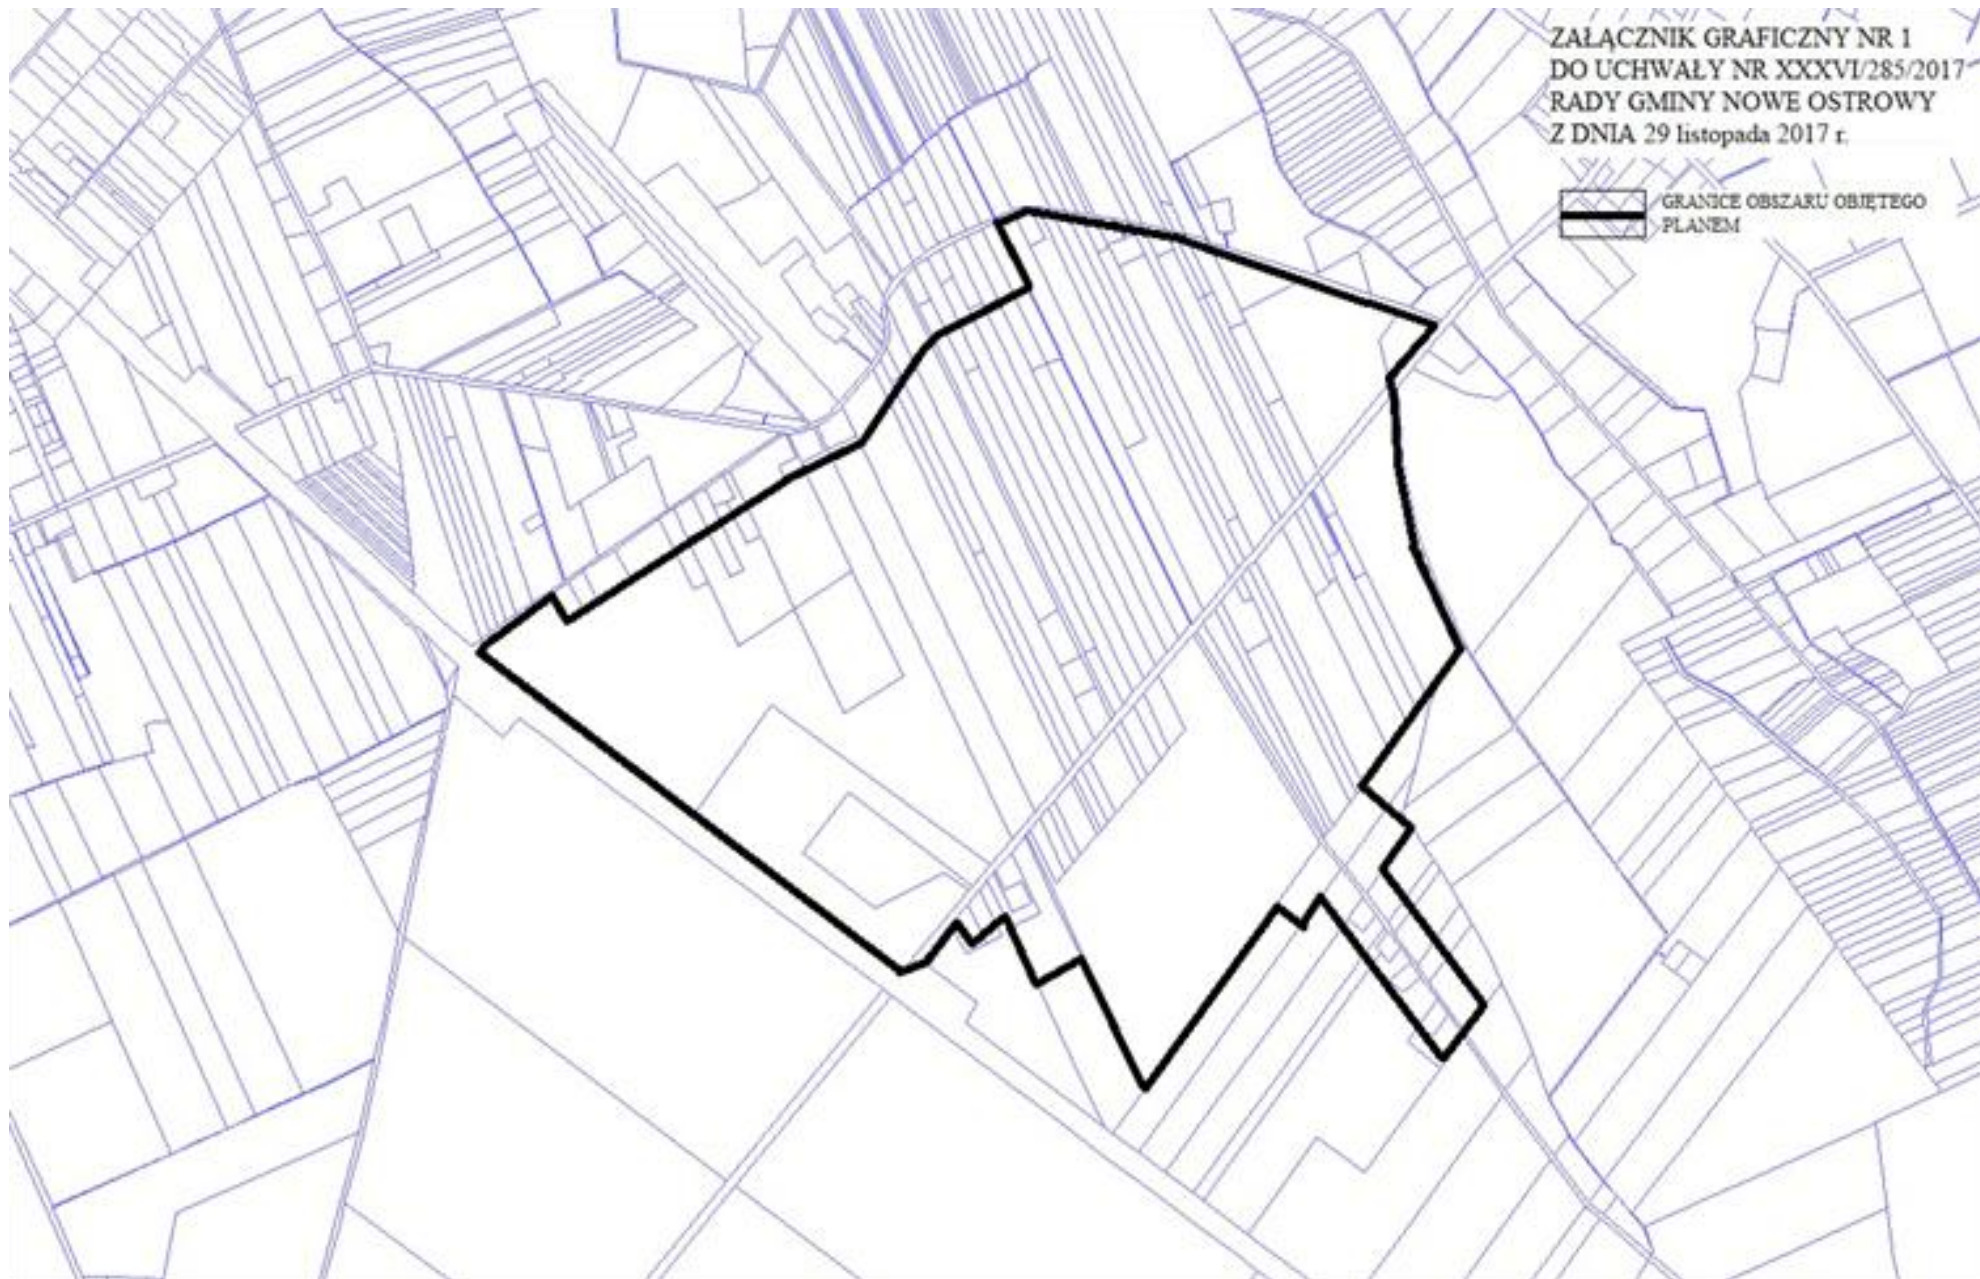 ZAŁĄCZNIK GRAFICZNY NR 1
DO UCHWAŁY NR XXXVI/285/2017
RADY GMINY NOWE OSTROWY
Z DNIA 29 listopada 2017 r.
GRANICE OBSZARU OBJĘTEGO
PLANEM